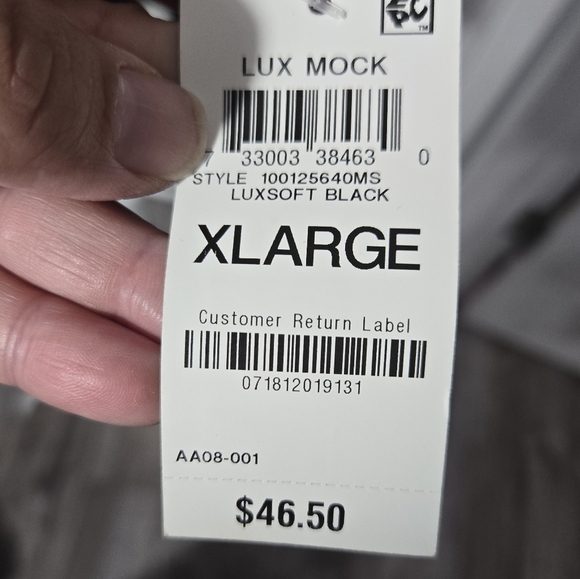 LUX MOCK
7 33003 38463 0
STYLE 100125640MS
LUXSOFT BLACK
XLARGE
Customer Return Label
071812019131
AA08-001
$46.50